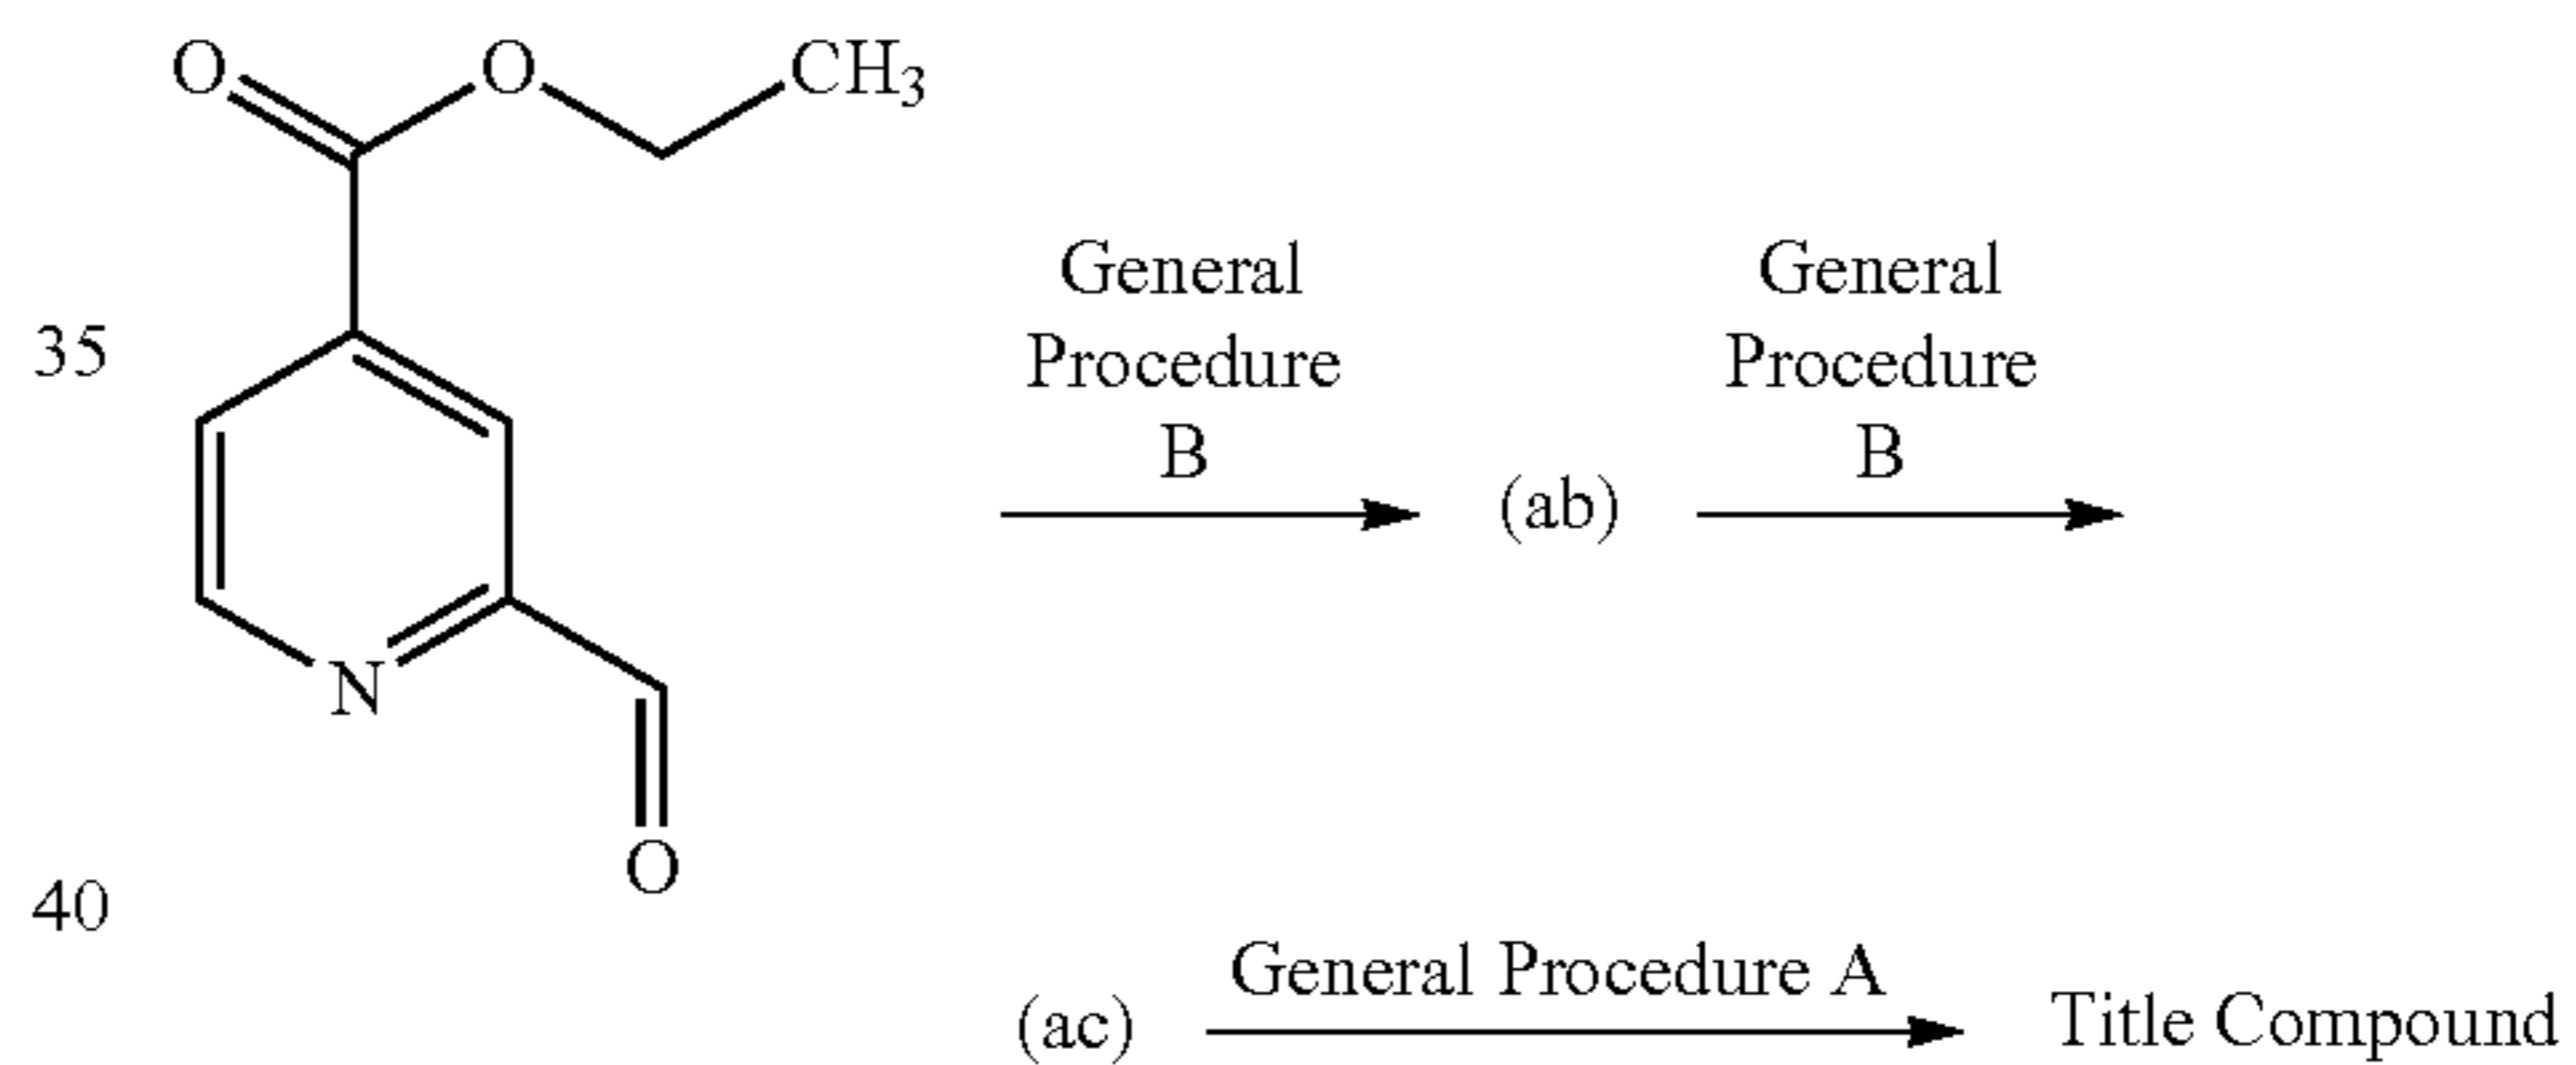 O O CH3
General General
35 Procedure Procedure
B B
(ab)
N
O
40
General Procedure A
(ac) Title Compound